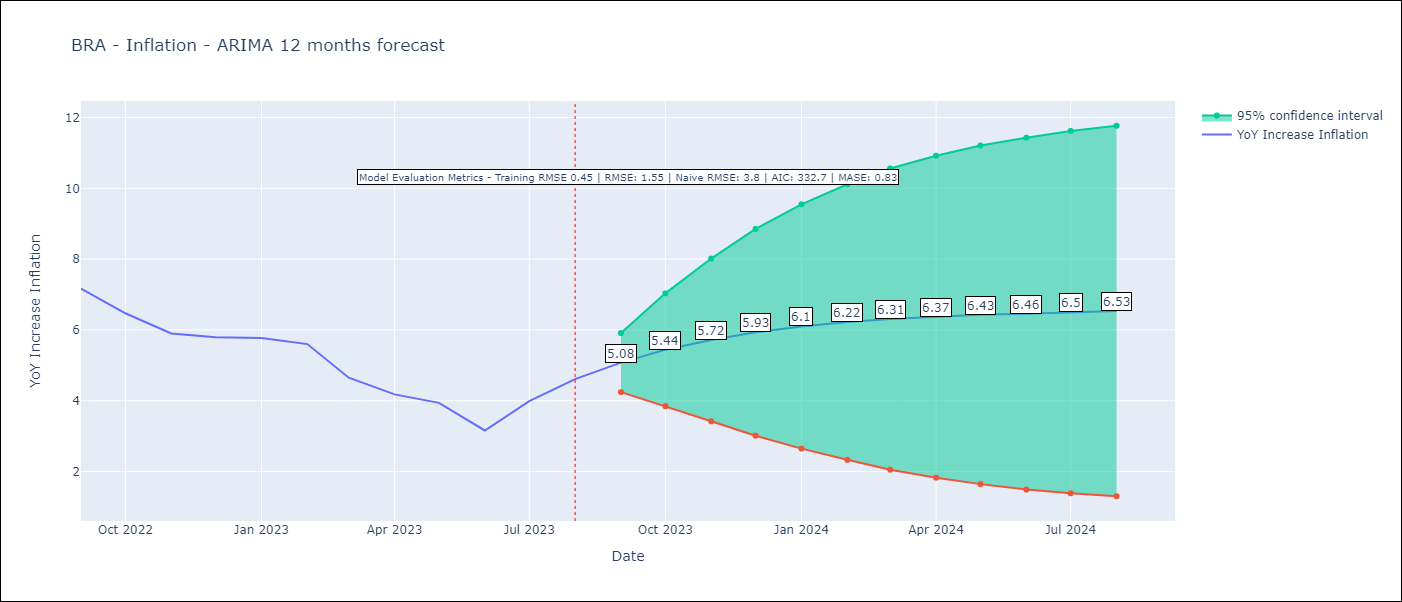 BRA - Inflation - ARIMA 12 months forecast
95% confidence interval
YoY Increase Inflation
Model Evaluation Metrics - Training RMSE 0.45 | RMSE: 1.55 | Naive RMSE: 3.8 | AIC: 332.7 | MASE: 0.83
YoY Increase Inflation
12
10
8
6
4
2
5.08
5.44
5.72
5.93
6.1
6.22
6.31
6.37
6.43
6.46
6.5
6.53
Oct 2022
Jan 2023
Apr 2023
Jul 2023
Oct 2023
Jan 2024
Apr 2024
Jul 2024
Date